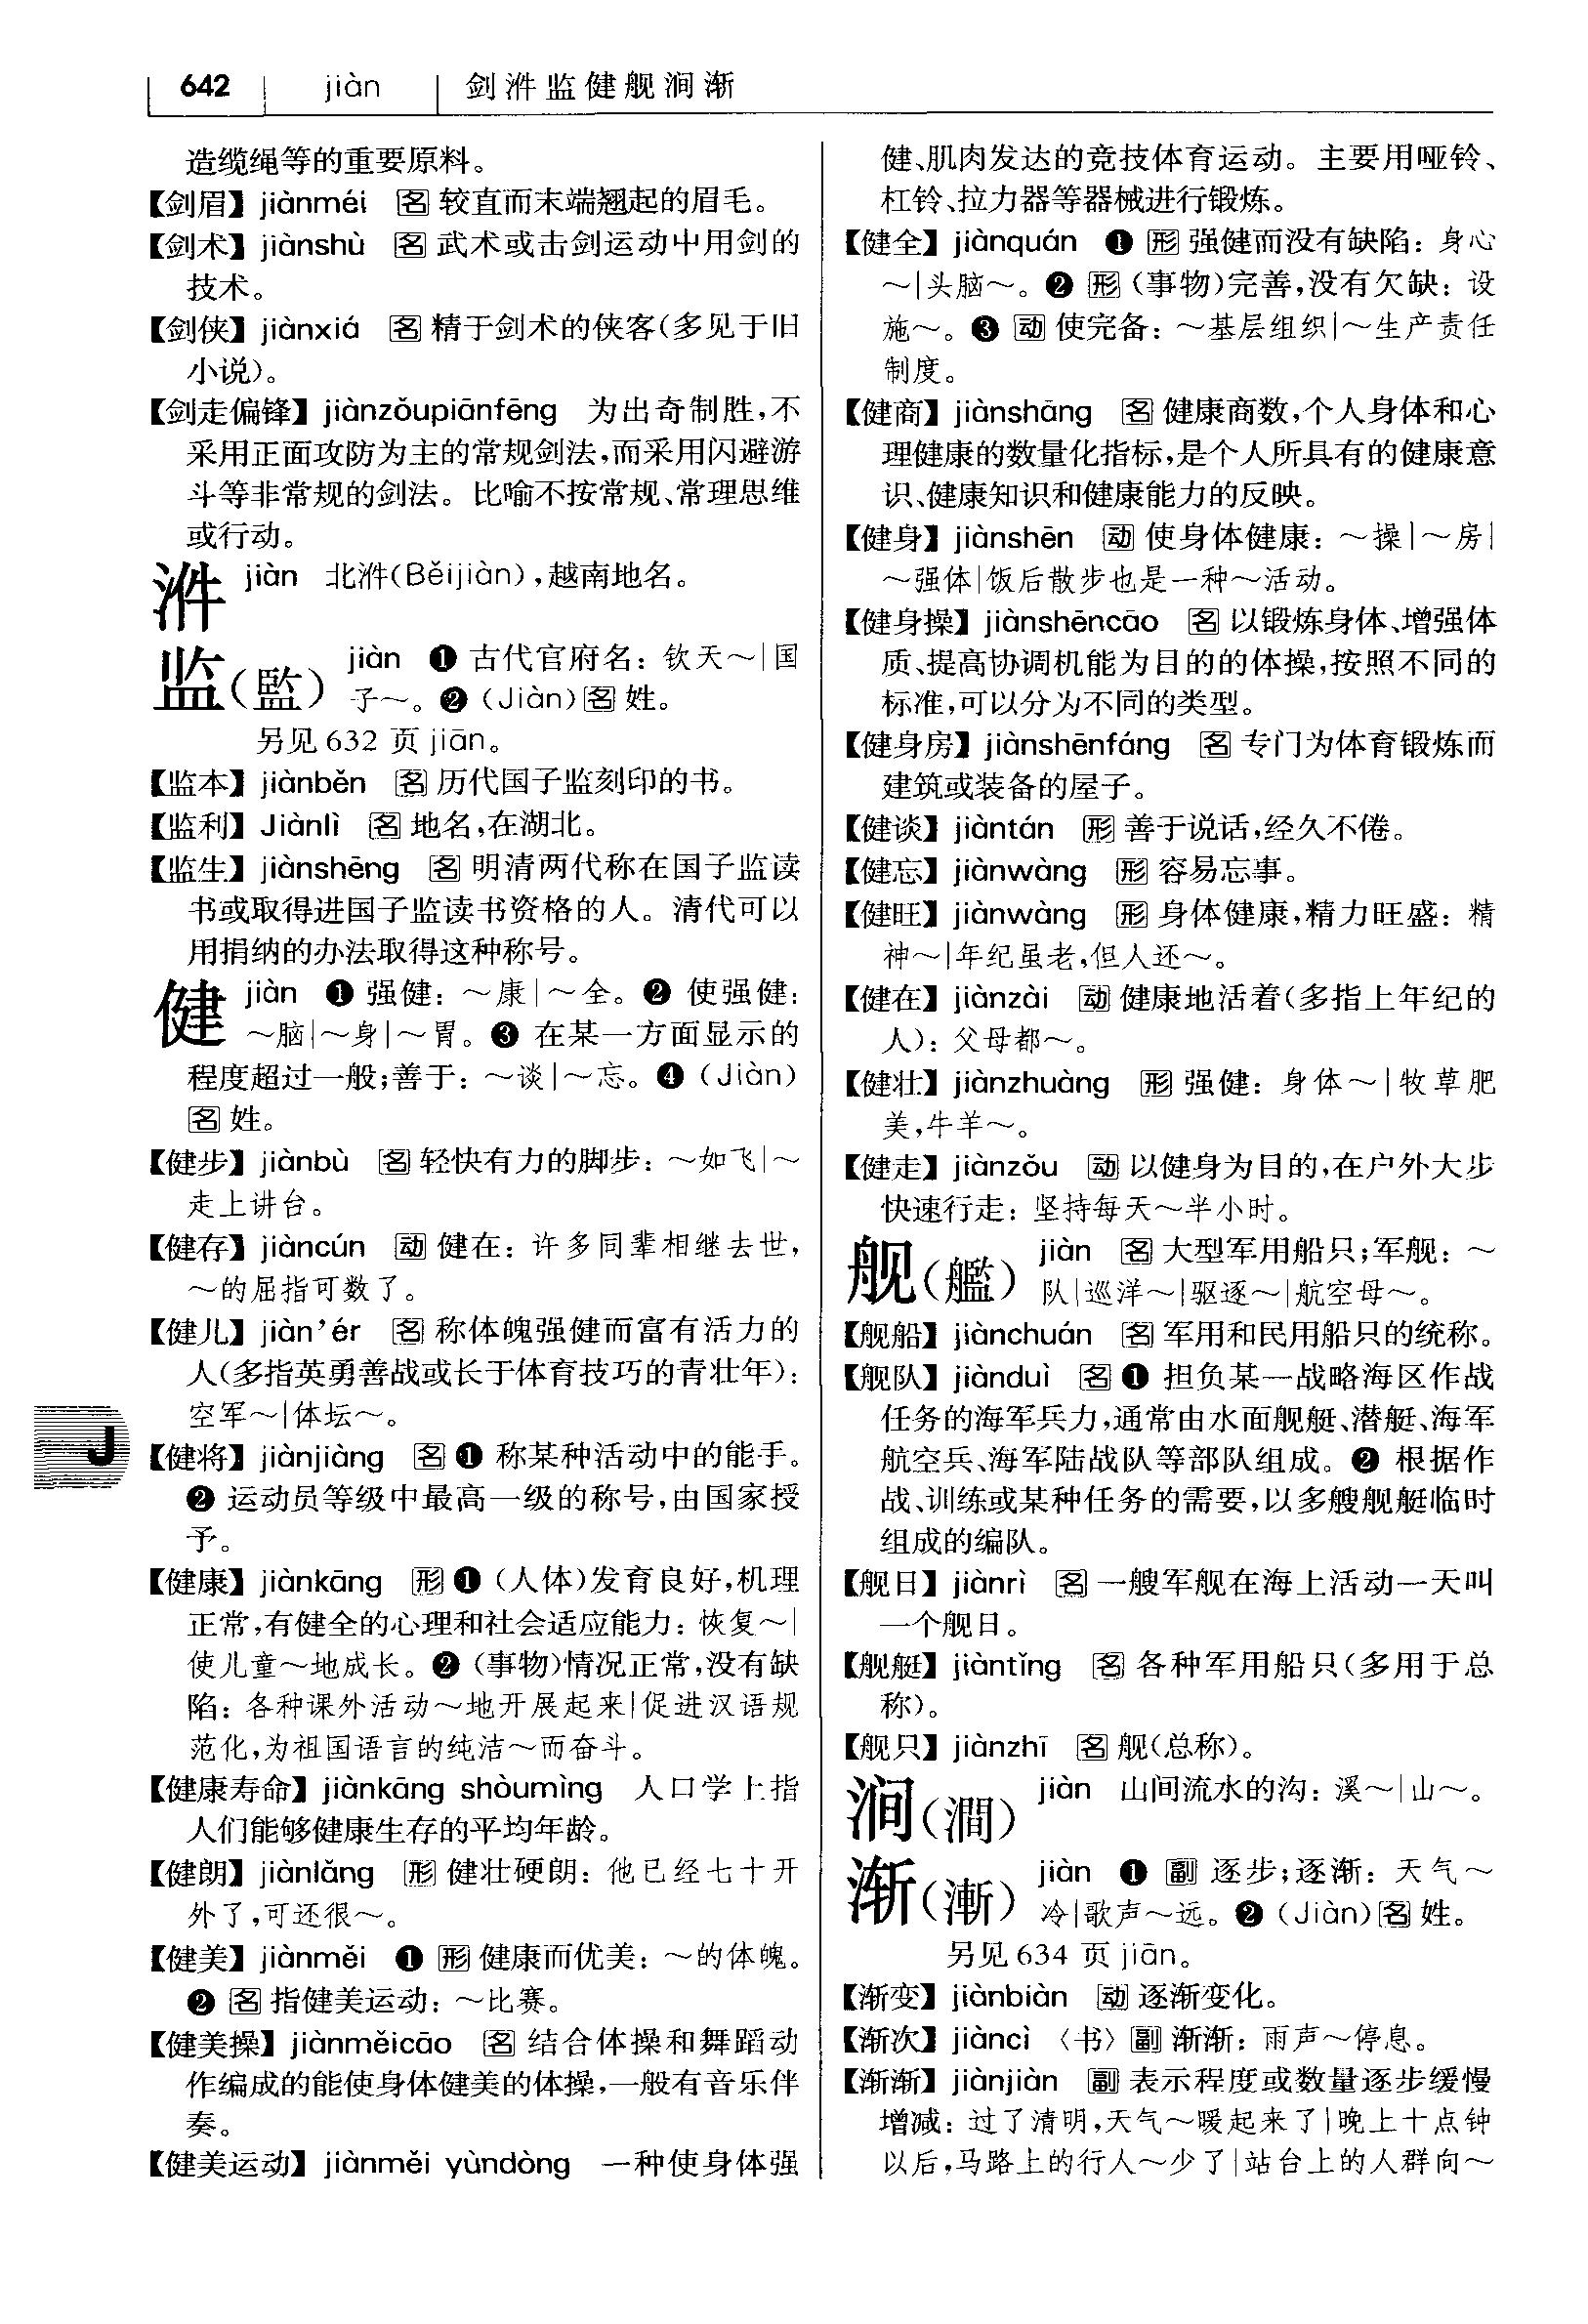 642 jiàn 剑洊监健舰涧渐
造缆绳等的重要原料。
【剑眉】jiànméi 名 较直而末端翘起的眉毛。
【剑术】jiànshù 名 武术或击剑运动中用剑的
技术。
【剑侠】jiànxiá 名 精于剑术的侠客(多见于旧
小说)。
【剑走偏锋】jiànzǒupiānfēng 为出奇制胜,不
采用正面攻防为主的常规剑法,而采用闪避游
斗等非常规的剑法。比喻不按常规、常理思维
或行动。
jiàn 北𣸣(Běijiàn),越南地名。
监(監) jiàn ❶ 古代官府名:钦天~|国
子~。❷ (Jiàn)名 姓。
另见 632 页 jiān。
【监本】jiànběn 名 历代国子监刻印的书。
【监利】Jiànlì 名 地名,在湖北。
【监生】jiànshēng 名 明清两代称在国子监读
书或取得进国子监读书资格的人。清代可以
用捐纳的办法取得这种称号。
健 jiàn ❶ 强健:~康|~全。❷ 使强健:
~脑|~身|~胃。❸ 在某一方面显示的
程度超过一般;善于:~谈|~忘。❹ (Jiàn)
名 姓。
【健步】jiànbù 名 轻快有力的脚步:~如飞|~
走上讲台。
【健存】jiàncún 动 健在:许多同辈相继去世,
~的屈指可数了。
【健儿】jiàn’ér 名 称体魄强健而富有活力的
人(多指英勇善战或长于体育技巧的青壮年):
空军~|体坛~。
【健将】jiànjiàng 名 ❶ 称某种活动中的能手。
❷ 运动员等级中最高一级的称号,由国家授
予。
【健康】jiànkāng 形 ❶ (人体)发育良好,机理
正常,有健全的心理和社会适应能力:恢复~|
使儿童~地成长。❷ (事物)情况正常,没有缺
陷:各种课外活动~地开展起来|促进汉语规
范化,为祖国语言的纯洁~而奋斗。
【健康寿命】jiànkāng shòumìng 人口学上指
人们能够健康生存的平均年龄。
【健朗】jiànlǎng 形 健壮硬朗:他已经七十开
外了,可还很~。
【健美】jiànměi ❶ 形 健康而优美:~的体魄。
❷ 名 指健美运动:~比赛。
【健美操】jiànměicāo 名 结合体操和舞蹈动
作编成的能使身体健美的体操,一般有音乐伴
奏。
【健美运动】jiànměi yùndòng 一种使身体强
J
健、肌肉发达的竞技体育运动。主要用哑铃、
杠铃、拉力器等器械进行锻炼。
【健全】jiànquán ❶ 形 强健而没有缺陷:身心
~|头脑~。❷ 形 (事物)完善,没有欠缺:设
施~。❸ 动 使完备:~基层组织|~生产责任
制度。
【健商】jiànshāng 名 健康商数,个人身体和心
理健康的数量化指标,是个人所具有的健康意
识、健康知识和健康能力的反映。
【健身】jiànshēn 动 使身体健康:~操|~房|
~强体|饭后散步也是一种~活动。
【健身操】jiànshēncāo 名 以锻炼身体、增强体
质、提高协调机能为目的的体操,按照不同的
标准,可以分为不同的类型。
【健身房】jiànshēnfáng 名 专门为体育锻炼而
建筑或装备的屋子。
【健谈】jiàntán 形 善于说话,经久不倦。
【健忘】jiànwàng 形 容易忘事。
【健旺】jiànwàng 形 身体健康,精力旺盛:精
神~|年纪虽老,但人还~。
【健在】jiànzài 动 健康地活着(多指上年纪的
人):父母都~。
【健壮】jiànzhuàng 形 强健:身体~|牧草肥
美,牛羊~。
【健走】jiànzǒu 动 以健身为目的,在户外大步
快速行走:坚持每天~半小时。
舰(艦) jiàn 名 大型军用船只;军舰:~
队|巡洋~|驱逐~|航空母~。
【舰船】jiànchuán 名 军用和民用船只的统称。
【舰队】jiànduì 名 ❶ 担负某一战略海区作战
任务的海军兵力,通常由水面舰艇、潜艇、海军
航空兵、海军陆战队等部队组成。❷ 根据作
战、训练或某种任务的需要,以多艘舰艇临时
组成的编队。
【舰日】jiànrì 名 一艘军舰在海上活动一天叫
一个舰日。
【舰艇】jiàntǐng 名 各种军用船只(多用于总
称)。
【舰只】jiànzhī 名 舰(总称)。
涧(澗) jiàn 山间流水的沟:溪~|山~。
渐(漸) jiàn ❶ 副 逐步;逐渐:天气~
冷|歌声~远。❷ (Jiàn)名 姓。
另见 634 页 jiān。
【渐变】jiànbiàn 动 逐渐变化。
【渐次】jiàncì 〈书〉副 渐渐:雨声~停息。
【渐渐】jiànjiàn 副 表示程度或数量逐步缓慢
增减:过了清明,天气~暖起来了|晚上十点钟
以后,马路上的行人~少了|站台上的人群向~